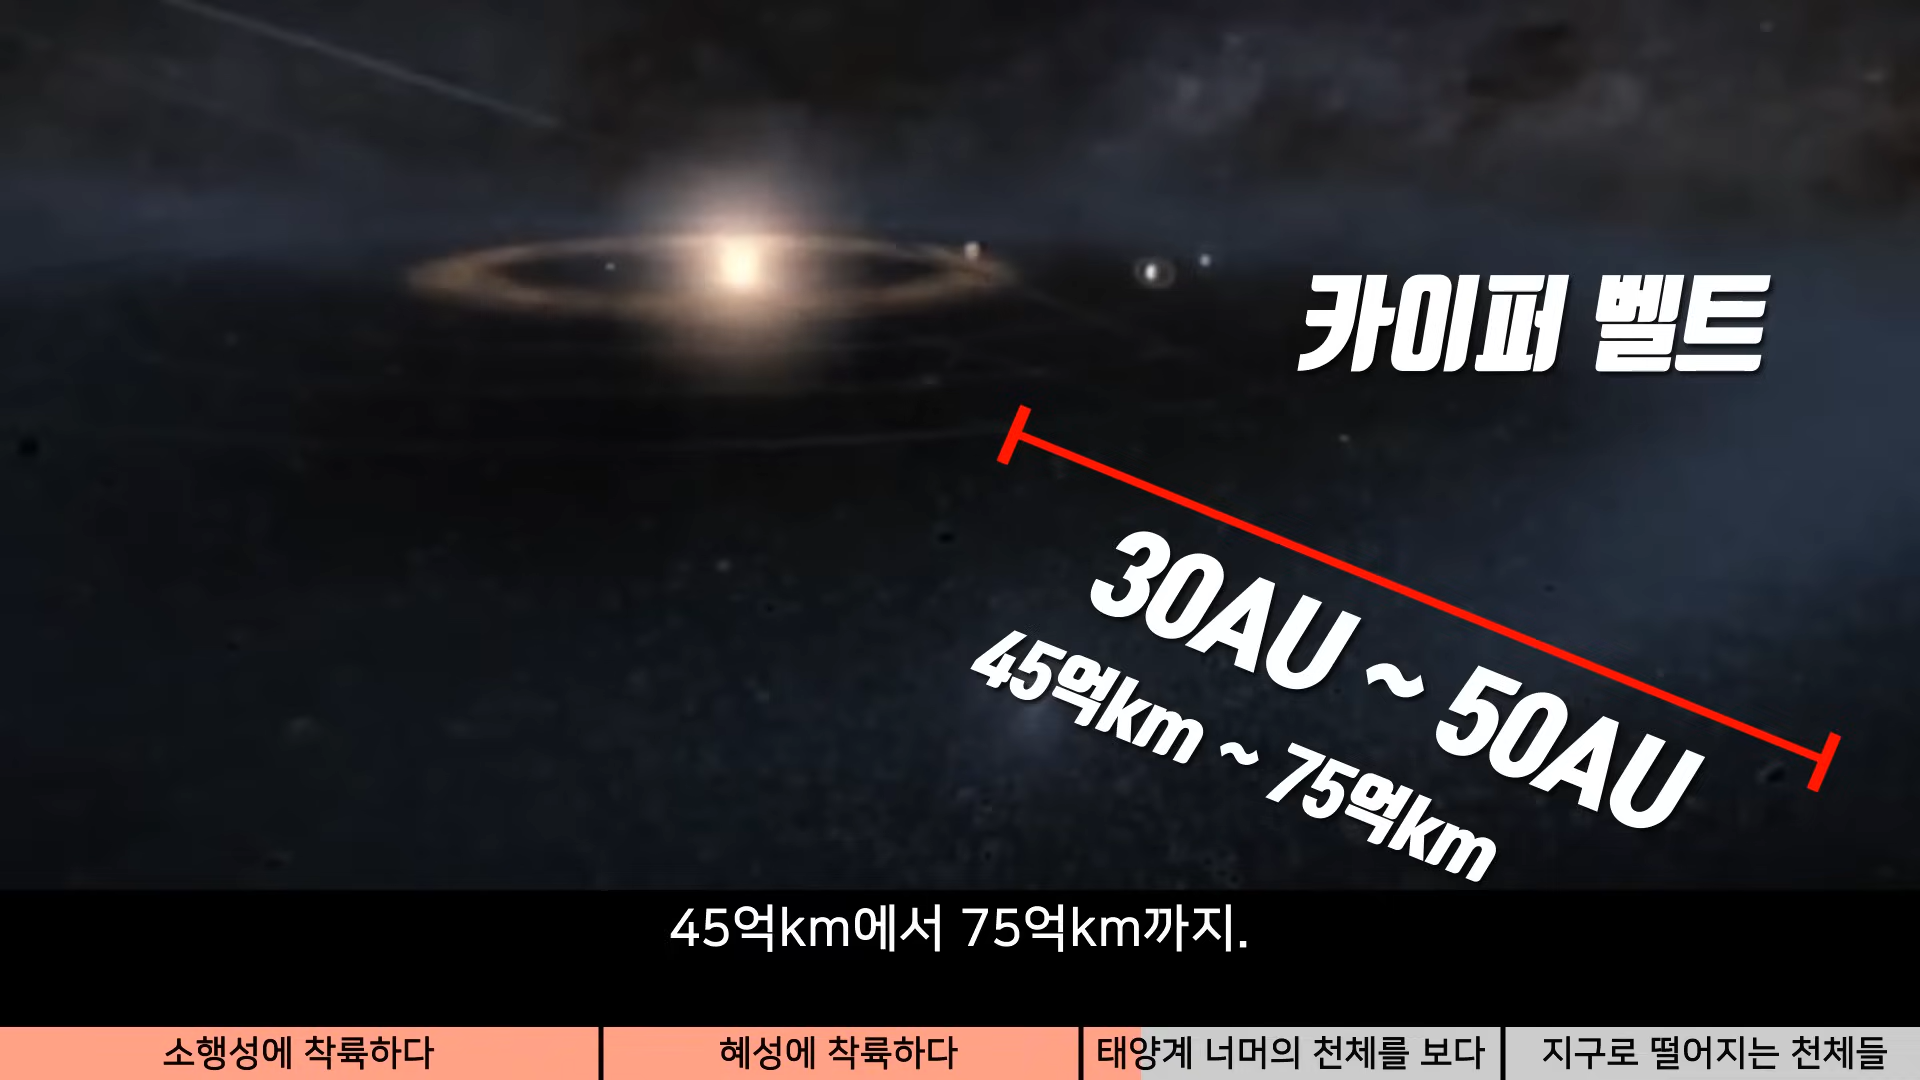 카이퍼 벨트
30AU ~ 50AU
45억km ~ 75억km
45억km에서 75억km까지.
소행성에 착륙하다
혜성에 착륙하다
태양계 너머의 천체를 보다
지구로 떨어지는 천체들